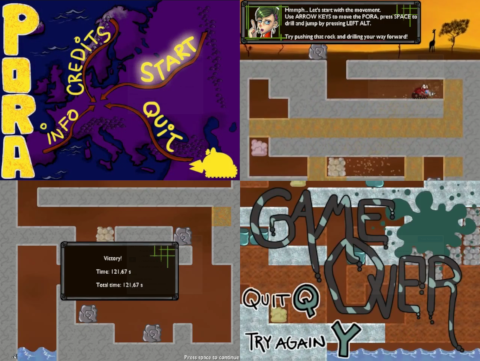 PORA
CREDITS
START
INFO
QUIT
Hmmph... Let's start with the movement.
Use ARROW KEYS to move the PORA, press SPACE to
drill and jump by pressing LEFT ALT.
Try pushing that rock and drilling your way forward!
Victory!
Time: 121.67 s
Total time: 121.67 s
Press space to continue
GAME
OVER
QUIT Q
TRY AGAIN Y